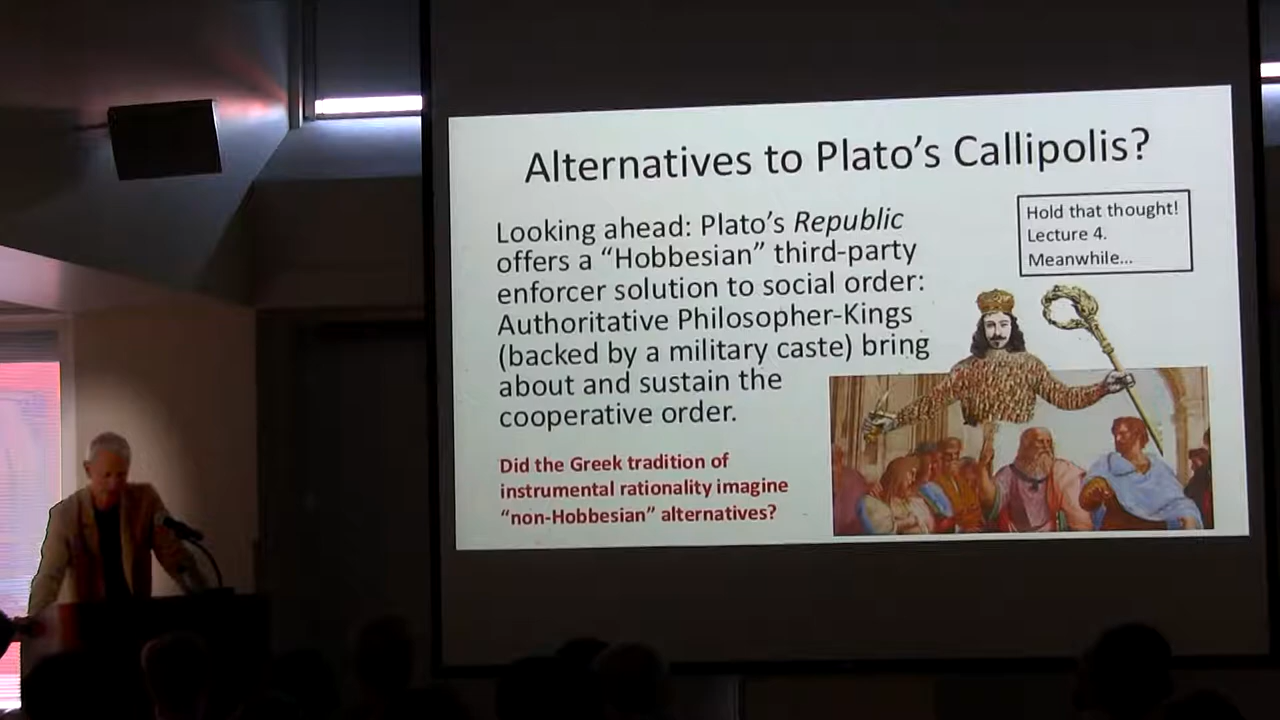 Alternatives to Plato's Callipolis?
Looking ahead: Plato's Republic
offers a "Hobbesian" third-party
enforcer solution to social order:
Authoritative Philosopher-Kings
(backed by a military caste) bring
about and sustain the
cooperative order.
Did the Greek tradition of
instrumental rationality imagine
"non-Hobbesian" alternatives?
Hold that thought!
Lecture 4.
Meanwhile…